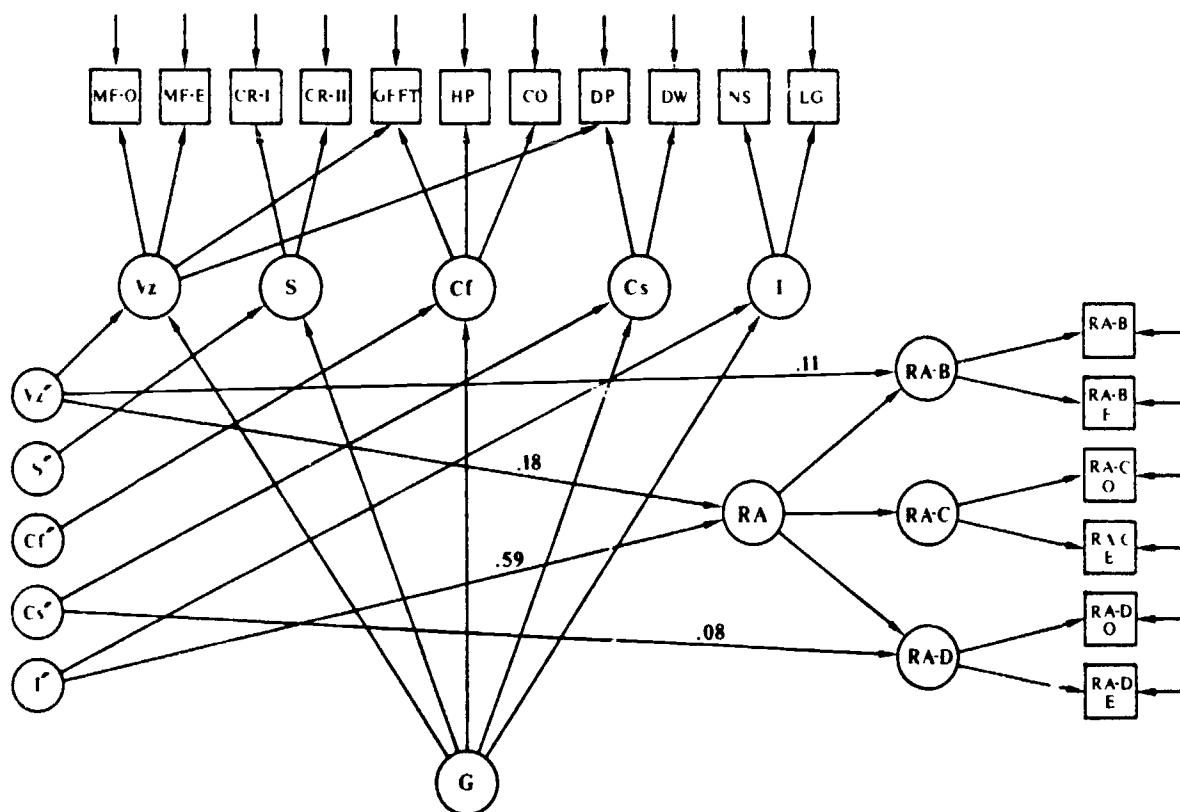 MF-O MF-E CR-I CR-II GEFT HP CO DP DW NS LG
Vz S Cf Cs I
RA-B
RA-B
Vz´ .11
RA-B
E
S´ .18
RA-C
O
RA RA-C
Cf´
RA-C
E
.59
Cs´
RA-D
O
.08
RA-D
I´
RA-D
E
G